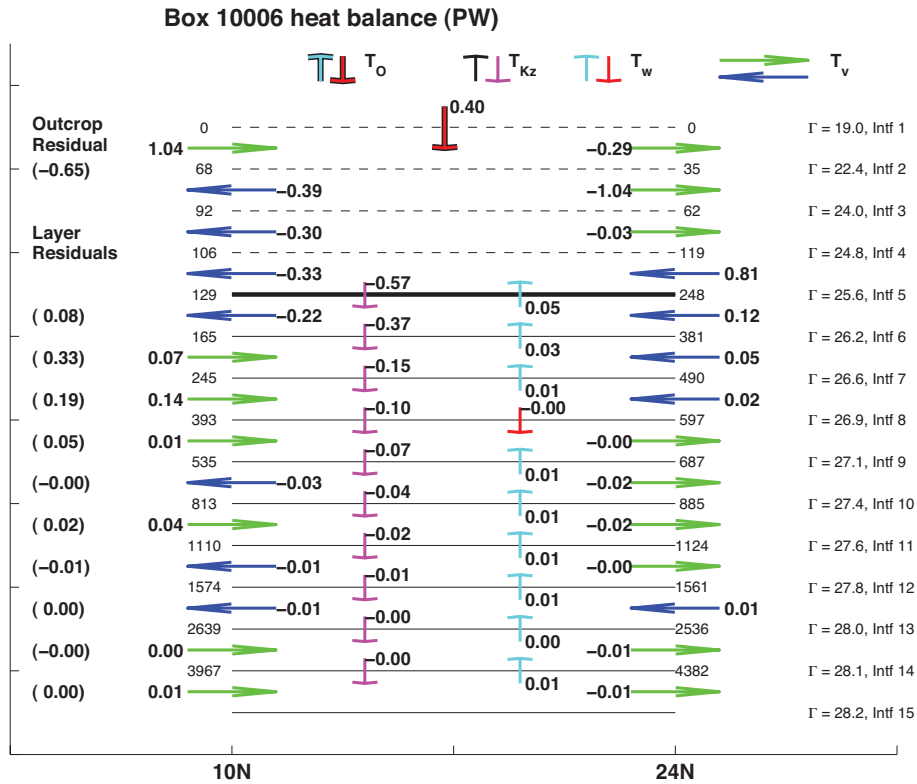 Box 10006 heat balance (PW)
T_O T_Kz T_w T_v
0.40
Outcrop
Residual
(−0.65)
0 0 Γ = 19.0, Intf 1
1.04 −0.29
68 35 Γ = 22.4, Intf 2
−0.39 −1.04
92 62 Γ = 24.0, Intf 3
Layer
Residuals
−0.30 −0.03
106 119 Γ = 24.8, Intf 4
−0.33 0.81
−0.57
129 0.05 248 Γ = 25.6, Intf 5
( 0.08) −0.22 0.12
−0.37
165 0.03 381 Γ = 26.2, Intf 6
( 0.33) 0.07 0.05
−0.15
245 0.01 490 Γ = 26.6, Intf 7
( 0.19) 0.14 0.02
−0.10 −0.00
393 597 Γ = 26.9, Intf 8
( 0.05) 0.01 −0.00
−0.07
535 0.01 687 Γ = 27.1, Intf 9
(−0.00) −0.03 −0.02
−0.04
813 0.01 885 Γ = 27.4, Intf 10
( 0.02) 0.04 −0.02
−0.02
1110 0.01 1124 Γ = 27.6, Intf 11
(−0.01) −0.01 −0.00
−0.01
1574 0.01 1561 Γ = 27.8, Intf 12
( 0.00) −0.01 0.01
−0.00
2639 0.00 2536 Γ = 28.0, Intf 13
(−0.00) 0.00 −0.01
−0.00
3967 0.01 4382 Γ = 28.1, Intf 14
( 0.00) 0.01 −0.01
Γ = 28.2, Intf 15
10N 24N